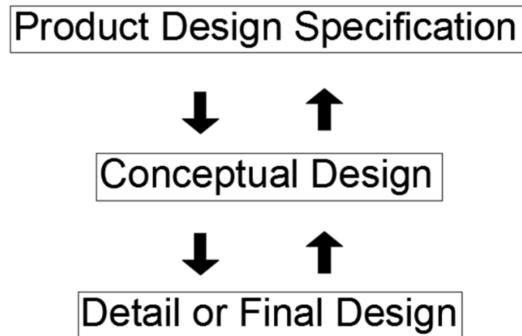 Product Design Specification
Conceptual Design
Detail or Final Design